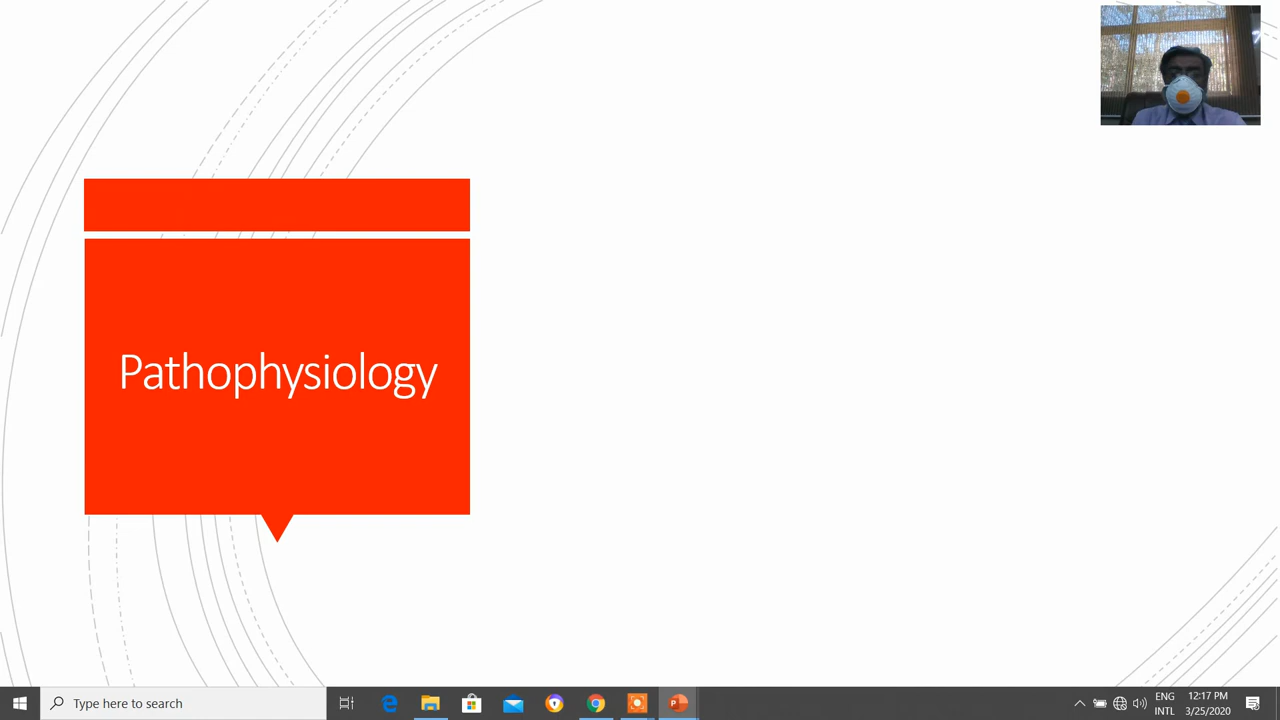 Pathophysiology
Type here to search
ENG
INTL
12:17 PM
3/25/2020